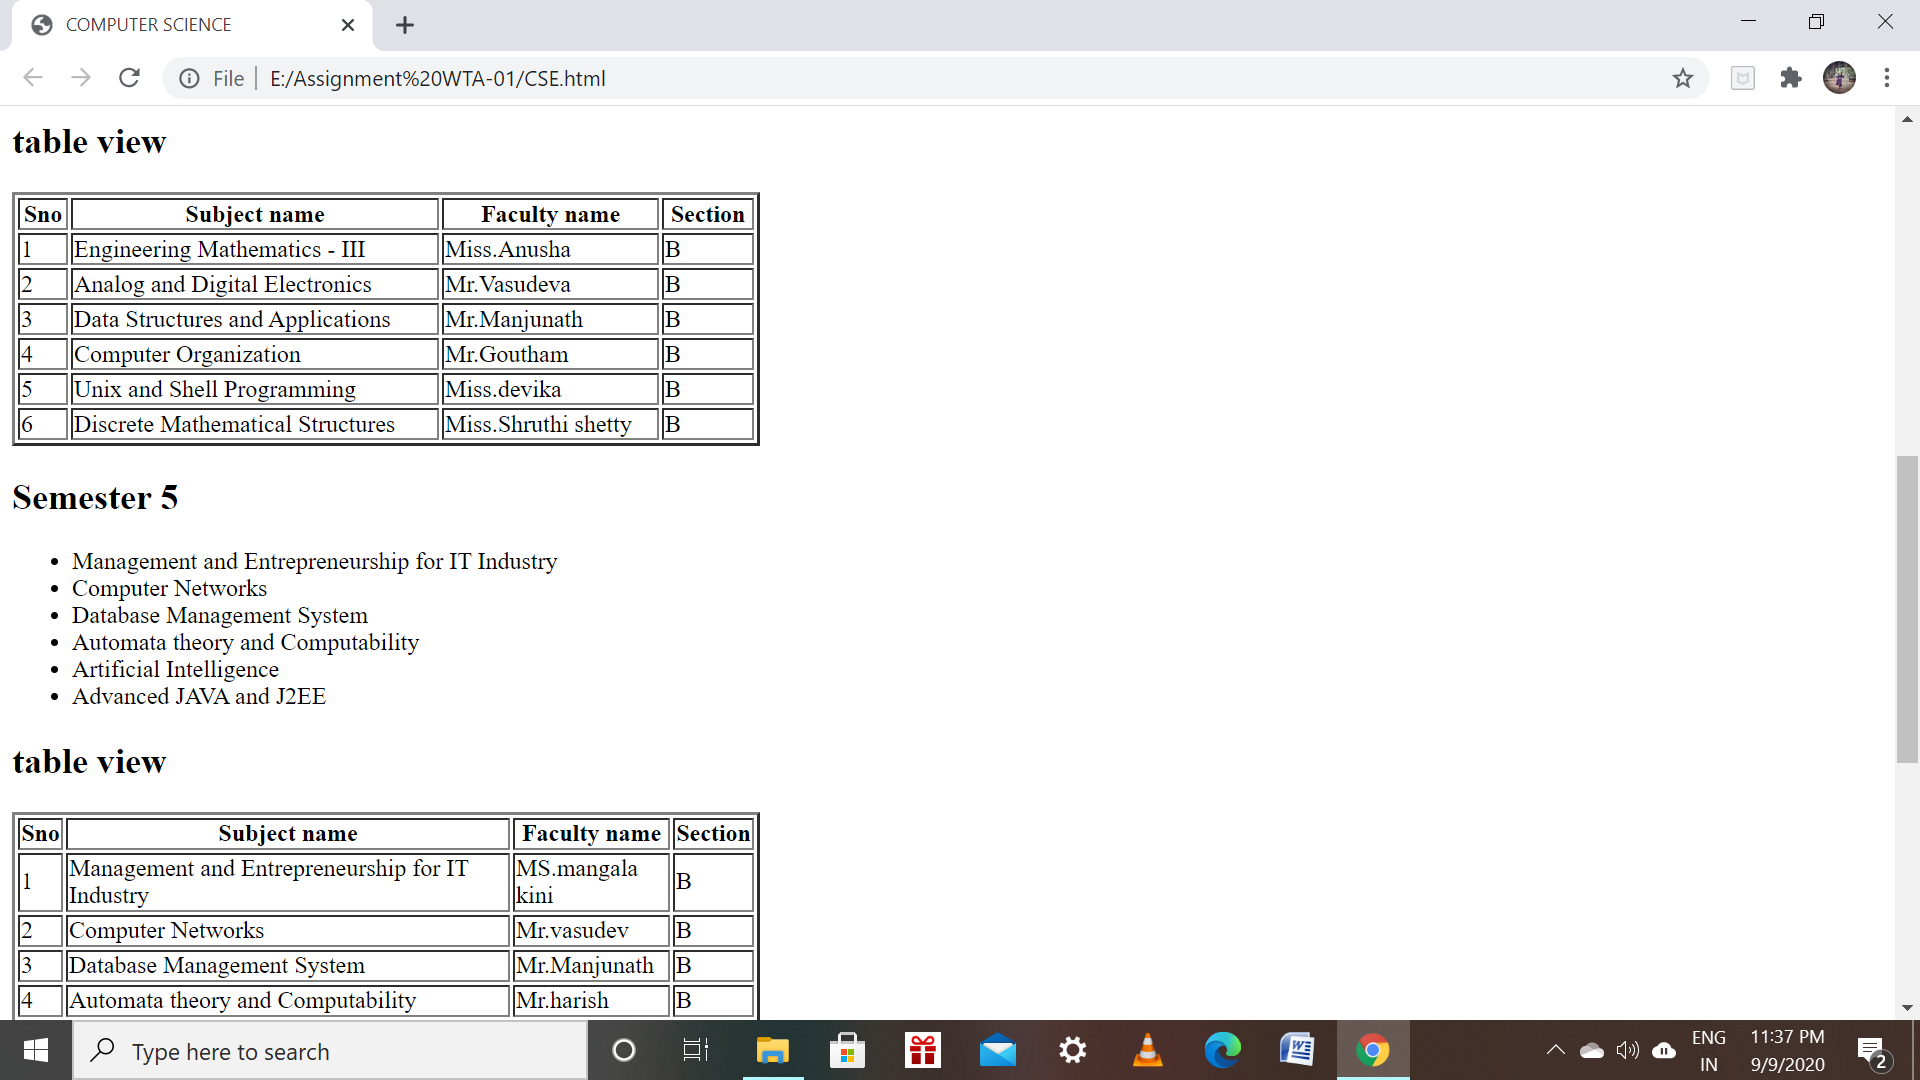 COMPUTER SCIENCE
File
E:/Assignment%20WTA-01/CSE.html
table view
Sno Subject name Faculty name Section
1 Engineering Mathematics - III Miss.Anusha B
2 Analog and Digital Electronics Mr.Vasudeva B
3 Data Structures and Applications Mr.Manjunath B
4 Computer Organization Mr.Goutham B
5 Unix and Shell Programming Miss.devika B
6 Discrete Mathematical Structures Miss.Shruthi shetty B
Semester 5
• Management and Entrepreneurship for IT Industry
• Computer Networks
• Database Management System
• Automata theory and Computability
• Artificial Intelligence
• Advanced JAVA and J2EE
table view
Sno Subject name Faculty name Section
1 Management and Entrepreneurship for IT Industry MS.mangala kini B
2 Computer Networks Mr.vasudev B
3 Database Management System Mr.Manjunath B
4 Automata theory and Computability Mr.harish B
Type here to search
ENG
IN
11:37 PM
9/9/2020
2